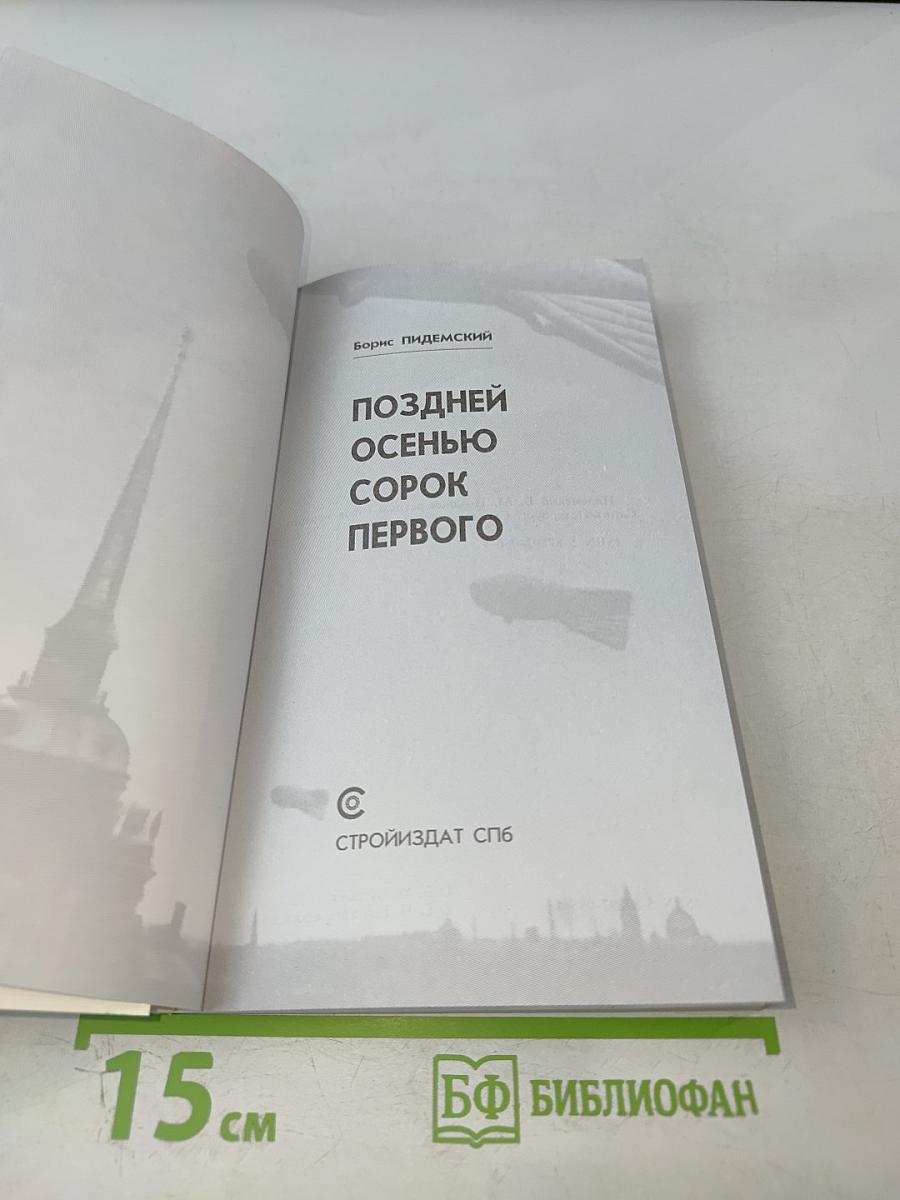 Борис ПИДЕМСКИЙ
ПОЗДНЕЙ
ОСЕНЬЮ
СОРОК
ПЕРВОГО
СТРОЙИЗДАТ СПб
15 см
БФ БИБЛИОФАН